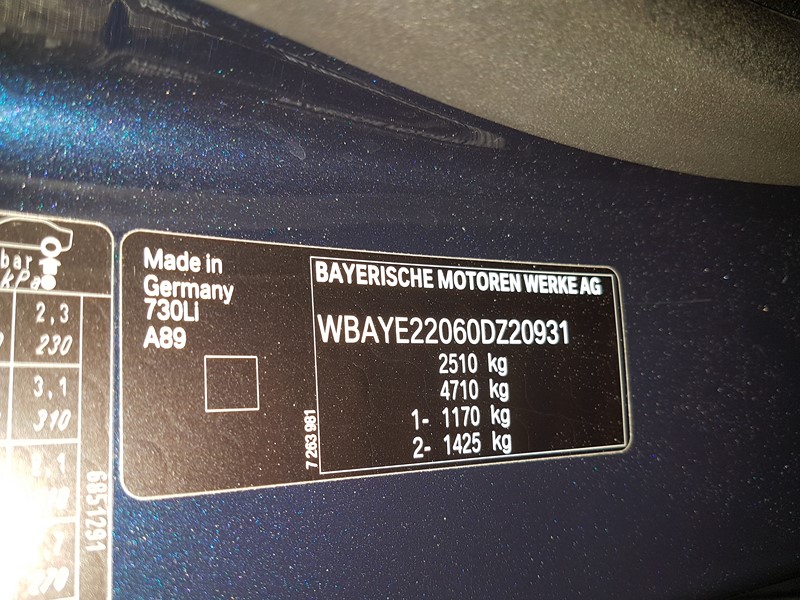 bar
kPa
2,3
230
3,1
310
6851291
Made in
Germany
730Li
A89
7 263 981
BAYERISCHE MOTOREN WERKE AG
WBAYE22060DZ20931
2510 kg
4710 kg
1- 1170 kg
2- 1425 kg